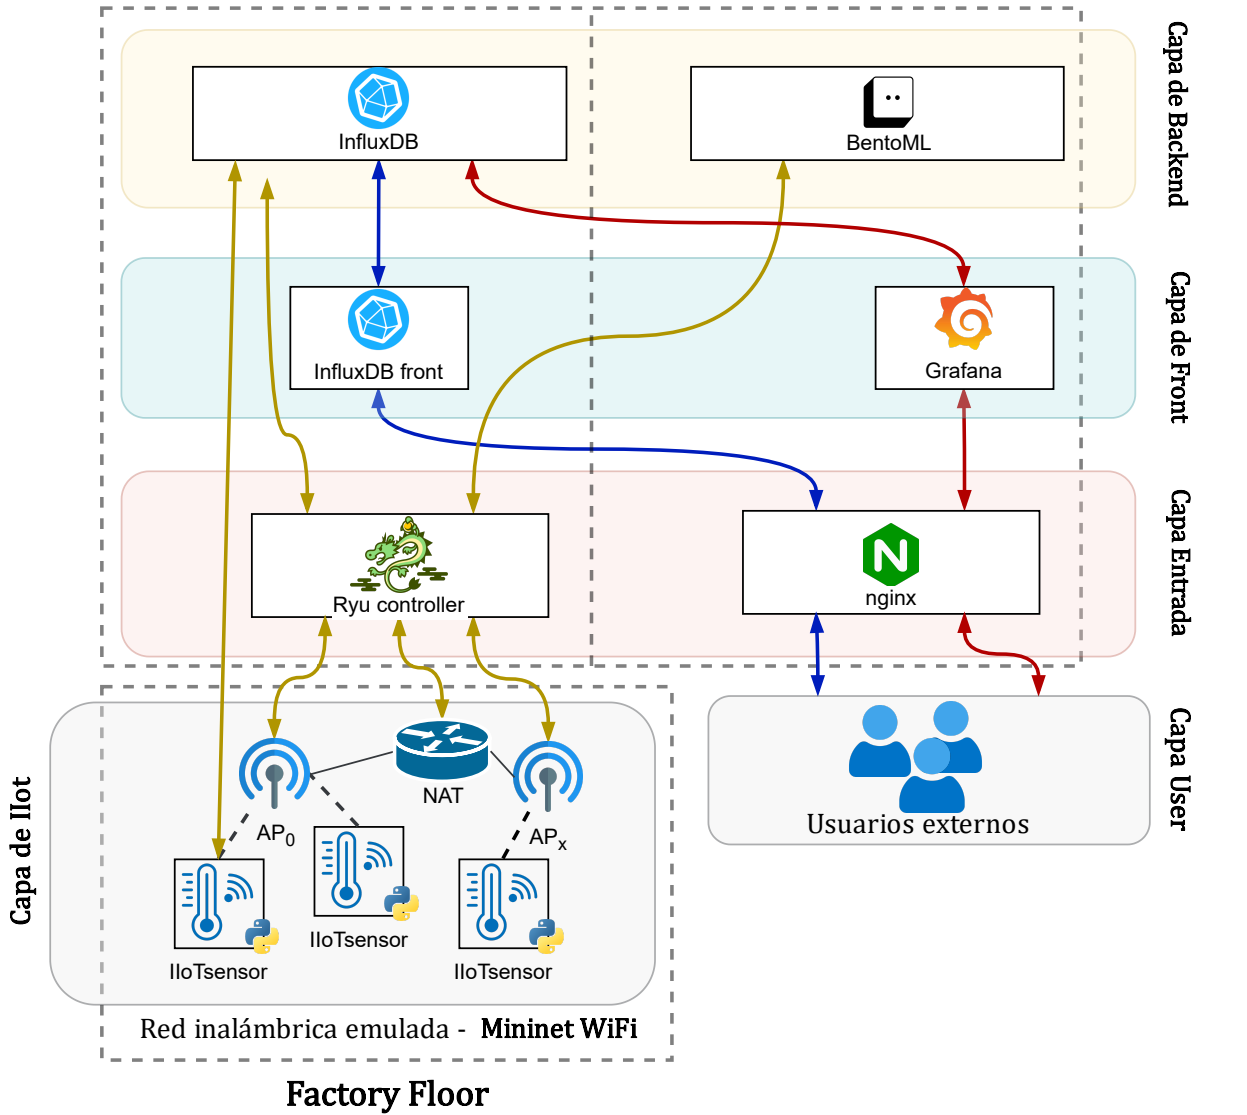 InfluxDB
BentoML
Capa de Backend
InfluxDB front
Grafana
Capa de Front
Ryu controller
N
nginx
Capa Entrada
NAT
AP0
APx
IIoTsensor
IIoTsensor
IIoTsensor
Capa de IIot
Usuarios externos
Capa User
Red inalámbrica emulada - Mininet WiFi
Factory Floor